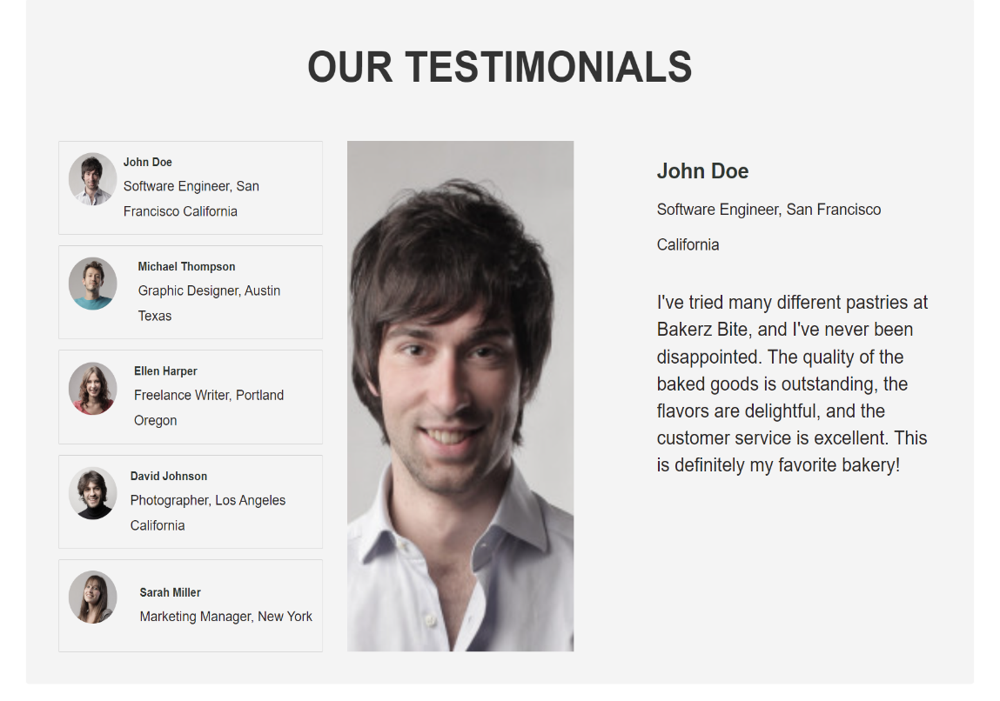 OUR TESTIMONIALS
John Doe
Software Engineer, San
Francisco California
Michael Thompson
Graphic Designer, Austin
Texas
Ellen Harper
Freelance Writer, Portland
Oregon
David Johnson
Photographer, Los Angeles
California
Sarah Miller
Marketing Manager, New York
John Doe
Software Engineer, San Francisco
California
I've tried many different pastries at
Bakerz Bite, and I've never been
disappointed. The quality of the
baked goods is outstanding, the
flavors are delightful, and the
customer service is excellent. This
is definitely my favorite bakery!